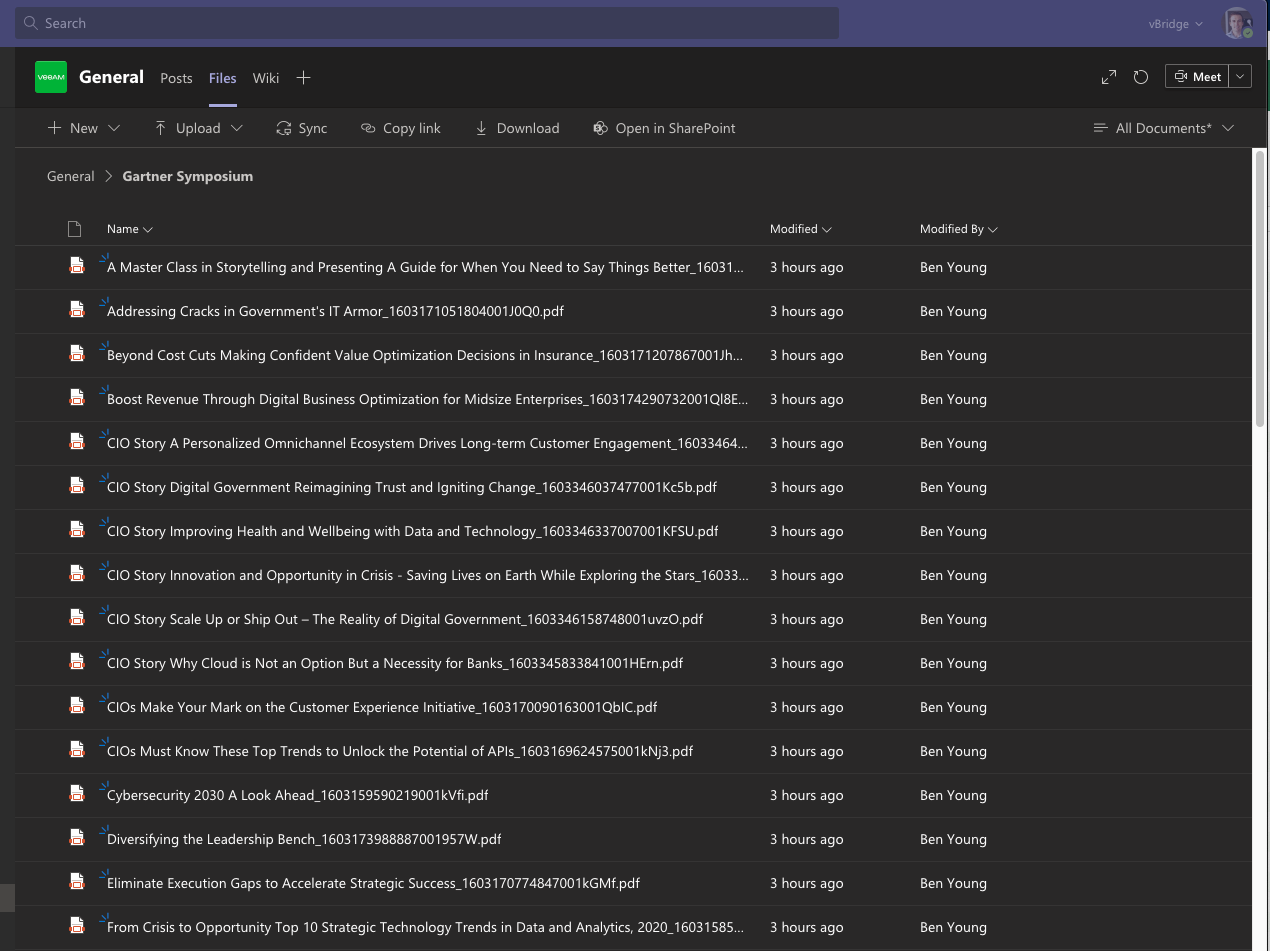 Search
vBridge
veeAM
General Posts Files Wiki
Meet
New Upload Sync Copy link Download Open in SharePoint All Documents*
General > Gartner Symposium
Name Modified Modified By
A Master Class in Storytelling and Presenting A Guide for When You Need to Say Things Better_16031... 3 hours ago Ben Young
Addressing Cracks in Government's IT Armor_1603171051804001J0Q0.pdf 3 hours ago Ben Young
Beyond Cost Cuts Making Confident Value Optimization Decisions in Insurance_1603171207867001Jh... 3 hours ago Ben Young
Boost Revenue Through Digital Business Optimization for Midsize Enterprises_1603174290732001Ql8E... 3 hours ago Ben Young
CIO Story A Personalized Omnichannel Ecosystem Drives Long-term Customer Engagement_16033464... 3 hours ago Ben Young
CIO Story Digital Government Reimagining Trust and Igniting Change_1603346037477001Kc5b.pdf 3 hours ago Ben Young
CIO Story Improving Health and Wellbeing with Data and Technology_1603346337007001KFSU.pdf 3 hours ago Ben Young
CIO Story Innovation and Opportunity in Crisis - Saving Lives on Earth While Exploring the Stars_16033... 3 hours ago Ben Young
CIO Story Scale Up or Ship Out – The Reality of Digital Government_1603346158748001uvzO.pdf 3 hours ago Ben Young
CIO Story Why Cloud is Not an Option But a Necessity for Banks_1603345833841001HErn.pdf 3 hours ago Ben Young
CIOs Make Your Mark on the Customer Experience Initiative_1603170090163001QbIC.pdf 3 hours ago Ben Young
CIOs Must Know These Top Trends to Unlock the Potential of APIs_1603169624575001kNj3.pdf 3 hours ago Ben Young
Cybersecurity 2030 A Look Ahead_1603159590219001kVfi.pdf 3 hours ago Ben Young
Diversifying the Leadership Bench_1603173988887001957W.pdf 3 hours ago Ben Young
Eliminate Execution Gaps to Accelerate Strategic Success_1603170774847001kGMf.pdf 3 hours ago Ben Young
From Crisis to Opportunity Top 10 Strategic Technology Trends in Data and Analytics, 2020_16031585... 3 hours ago Ben Young